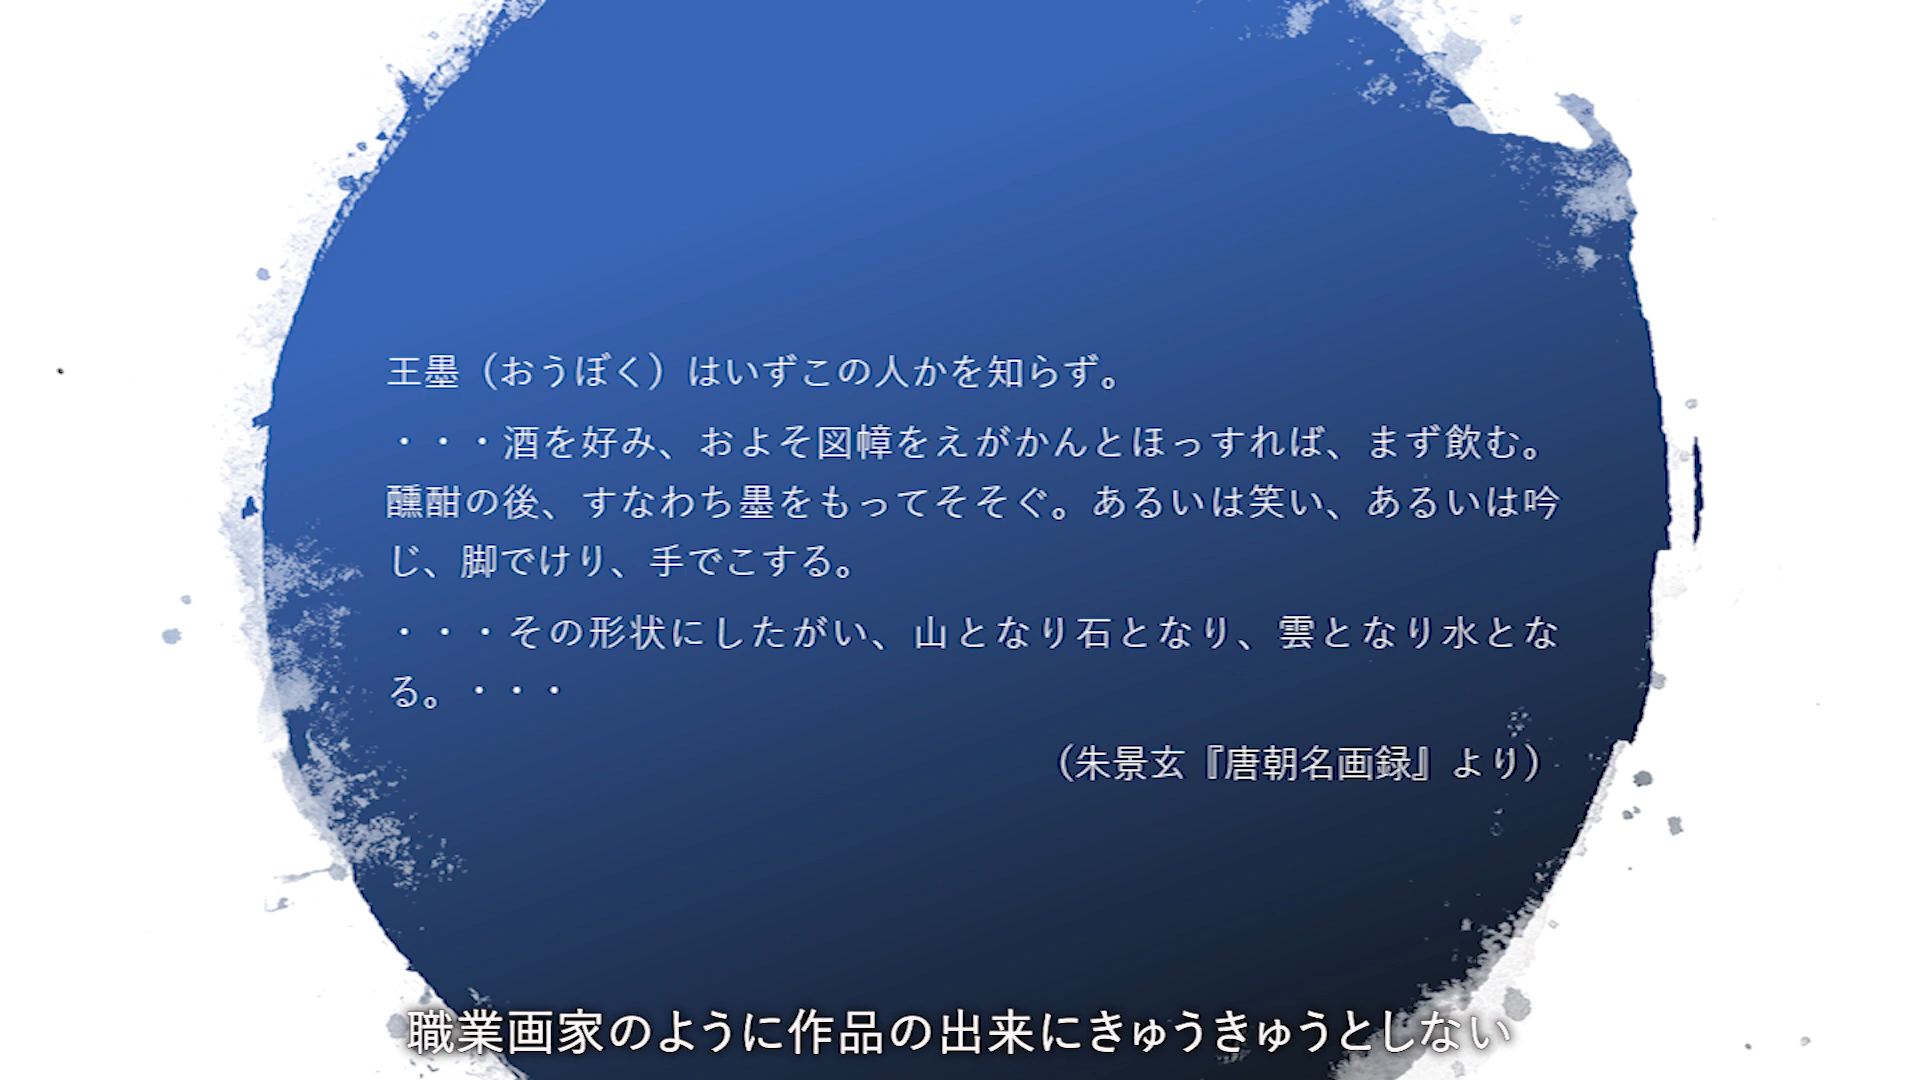 王墨（おうぼく）はいずこの人かを知らず。
・・・酒を好み、およそ図幛をえがかんとほっすれば、まず飲む。
醺酣の後、すなわち墨をもってそそぐ。あるいは笑い、あるいは吟
じ、脚でけり、手でこする。
・・・その形状にしたがい、山となり石となり、雲となり水とな
る。・・・
（朱景玄『唐朝名画録』より）
職業画家のように作品の出来にきゅうきゅうとしない